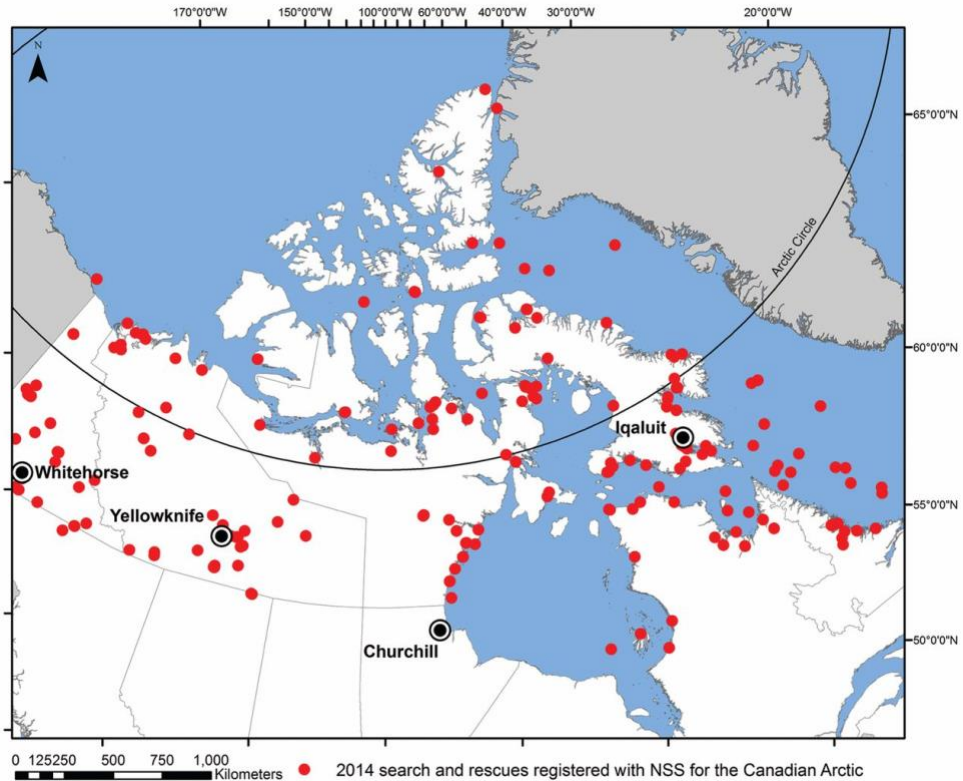 170°0'0"W 150°0'0"W 100°0'0"W 60°0'0"W 40°0'0"W 30°0'0"W 20°0'0"W
N
65°0'0"N
Arctic Circle
60°0'0"N
Iqaluit
Whitehorse
55°0'0"N
Yellowknife
Churchill
50°0'0"N
0 125250 500 750 1,000
Kilometers
2014 search and rescues registered with NSS for the Canadian Arctic